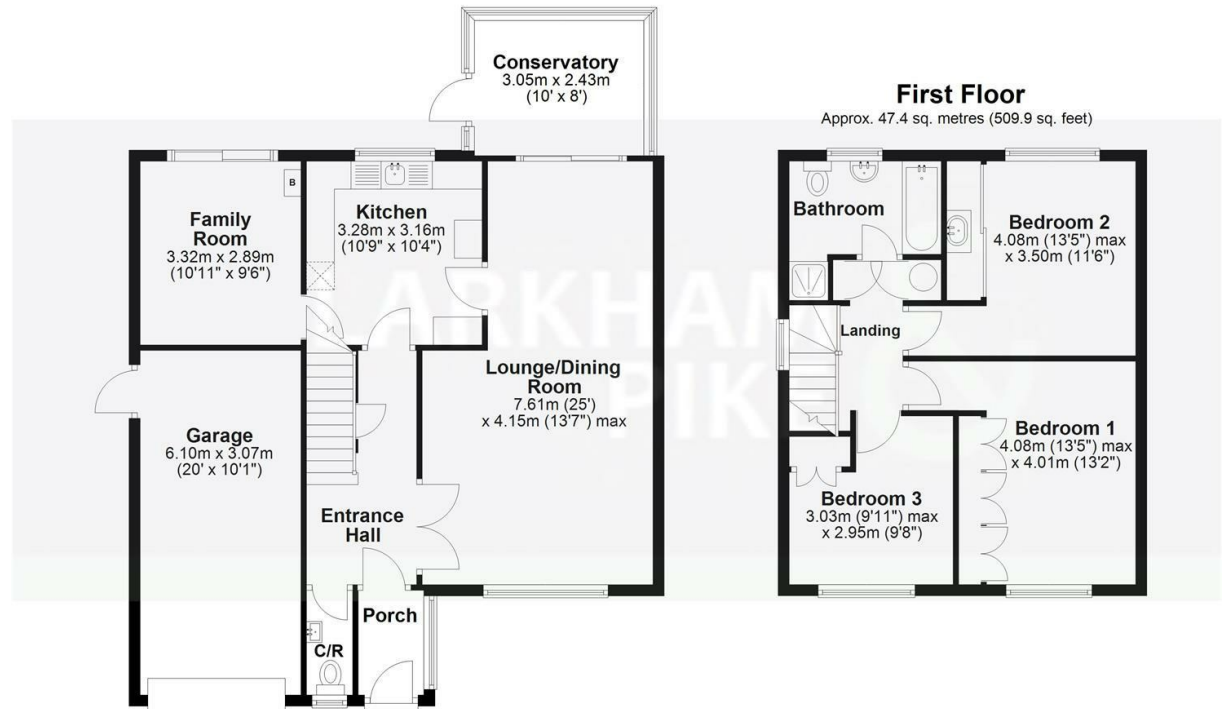 Conservatory
3.05m x 2.43m
(10' x 8')
First Floor
Approx. 47.4 sq. metres (509.9 sq. feet)
B
Family
Room
3.32m x 2.89m
(10'11" x 9'6")
Kitchen
3.28m x 3.16m
(10'9" x 10'4")
Lounge/Dining
Room
7.61m (25')
x 4.15m (13'7") max
Garage
6.10m x 3.07m
(20' x 10'1")
Entrance
Hall
Porch
C/R
Bathroom
Bedroom 2
4.08m (13'5") max
x 3.50m (11'6")
Landing
Bedroom 1
4.08m (13'5") max
x 4.01m (13'2")
Bedroom 3
3.03m (9'11") max
x 2.95m (9'8")